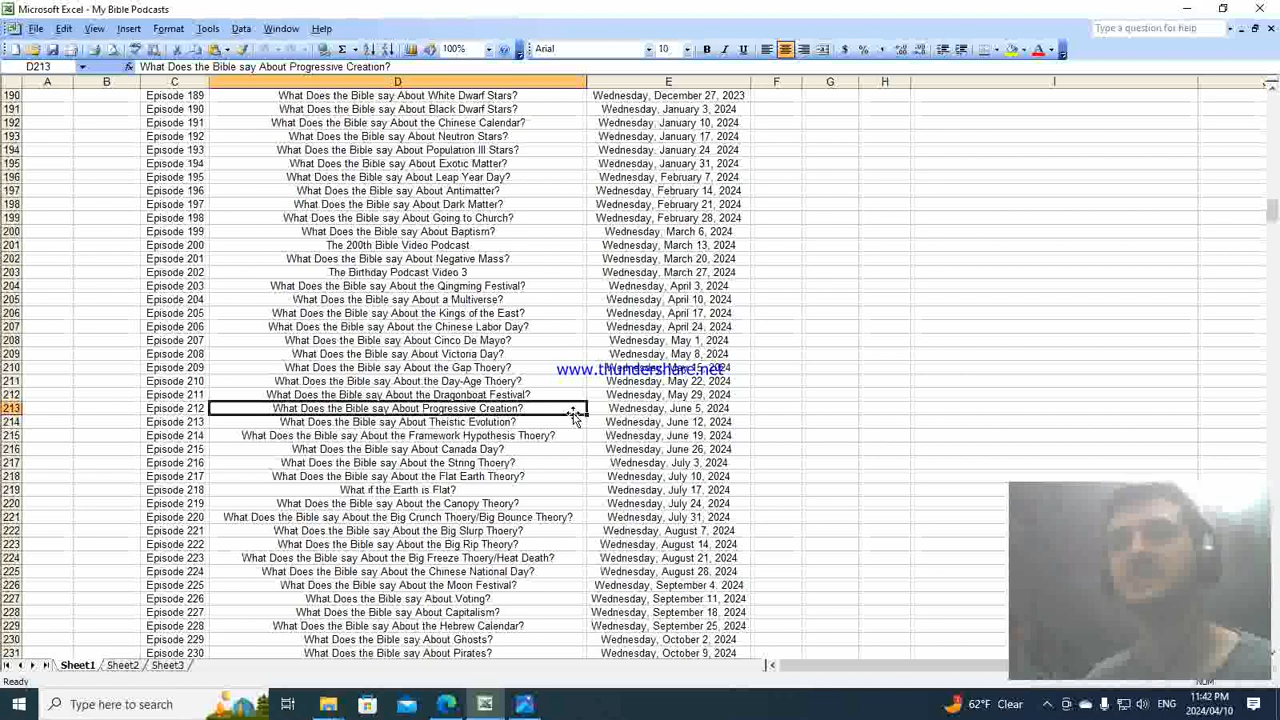 Microsoft Excel - My Bible Podcasts
File Edit View Insert Format Tools Data Window Help Type a question for help
100% Arial 10 B I U
D213 fx What Does the Bible say About Progressive Creation?
A B C D E F G H I
190 Episode 189 What Does the Bible say About White Dwarf Stars? Wednesday, December 27, 2023
191 Episode 190 What Does the Bible say About Black Dwarf Stars? Wednesday, January 3, 2024
192 Episode 191 What Does the Bible say About the Chinese Calendar? Wednesday, January 10, 2024
193 Episode 192 What Does the Bible say About Neutron Stars? Wednesday, January 17, 2024
194 Episode 193 What Does the Bible say About Population III Stars? Wednesday, January 24, 2024
195 Episode 194 What Does the Bible say About Exotic Matter? Wednesday, January 31, 2024
196 Episode 195 What Does the Bible say About Leap Year Day? Wednesday, February 7, 2024
197 Episode 196 What Does the Bible say About Antimatter? Wednesday, February 14, 2024
198 Episode 197 What Does the Bible say About Dark Matter? Wednesday, February 21, 2024
199 Episode 198 What Does the Bible say About Going to Church? Wednesday, February 28, 2024
200 Episode 199 What Does the Bible say About Baptism? Wednesday, March 6, 2024
201 Episode 200 The 200th Bible Video Podcast Wednesday, March 13, 2024
202 Episode 201 What Does the Bible say About Negative Mass? Wednesday, March 20, 2024
203 Episode 202 The Birthday Podcast Video 3 Wednesday, March 27, 2024
204 Episode 203 What Does the Bible say About the Qingming Festival? Wednesday, April 3, 2024
205 Episode 204 What Does the Bible say About a Multiverse? Wednesday, April 10, 2024
206 Episode 205 What Does the Bible say About the Kings of the East? Wednesday, April 17, 2024
207 Episode 206 What Does the Bible say About the Chinese Labor Day? Wednesday, April 24, 2024
208 Episode 207 What Does the Bible say About Cinco De Mayo? Wednesday, May 1, 2024
209 Episode 208 What Does the Bible say About Victoria Day? Wednesday, May 8, 2024
210 Episode 209 What Does the Bible say About the Gap Thoery? Wednesday, May 15, 2024
www.thundershare.net
211 Episode 210 What Does the Bible say About the Day-Age Thoery? Wednesday, May 22, 2024
212 Episode 211 What Does the Bible say About the Dragonboat Festival? Wednesday, May 29, 2024
213 Episode 212 What Does the Bible say About Progressive Creation? Wednesday, June 5, 2024
214 Episode 213 What Does the Bible say About Theistic Evolution? Wednesday, June 12, 2024
215 Episode 214 What Does the Bible say About the Framework Hypothesis Thoery? Wednesday, June 19, 2024
216 Episode 215 What Does the Bible say About Canada Day? Wednesday, June 26, 2024
217 Episode 216 What Does the Bible say About the String Thoery? Wednesday, July 3, 2024
218 Episode 217 What Does the Bible say About the Flat Earth Theory? Wednesday, July 10, 2024
219 Episode 218 What if the Earth is Flat? Wednesday, July 17, 2024
220 Episode 219 What Does the Bible say About the Canopy Theory? Wednesday, July 24, 2024
221 Episode 220 What Does the Bible say About the Big Crunch Thoery/Big Bounce Theory? Wednesday, July 31, 2024
222 Episode 221 What Does the Bible say About the Big Slurp Thoery? Wednesday, August 7, 2024
223 Episode 222 What Does the Bible say About the Big Rip Theory? Wednesday, August 14, 2024
224 Episode 223 What Does the Bible say About the Big Freeze Thoery/Heat Death? Wednesday, August 21, 2024
225 Episode 224 What Does the Bible say About the Chinese National Day? Wednesday, August 28, 2024
226 Episode 225 What Does the Bible say About the Moon Festival? Wednesday, September 4, 2024
227 Episode 226 What Does the Bible say About Voting? Wednesday, September 11, 2024
228 Episode 227 What Does the Bible say About Capitalism? Wednesday, September 18, 2024
229 Episode 228 What Does the Bible say About the Hebrew Calendar? Wednesday, September 25, 2024
230 Episode 229 What Does the Bible say About Ghosts? Wednesday, October 2, 2024
231 Episode 230 What Does the Bible say About Pirates? Wednesday, October 9, 2024
Sheet1 Sheet2 Sheet3
Ready NUM
Type here to search 62°F Clear ENG 11:42 PM
2024/04/10